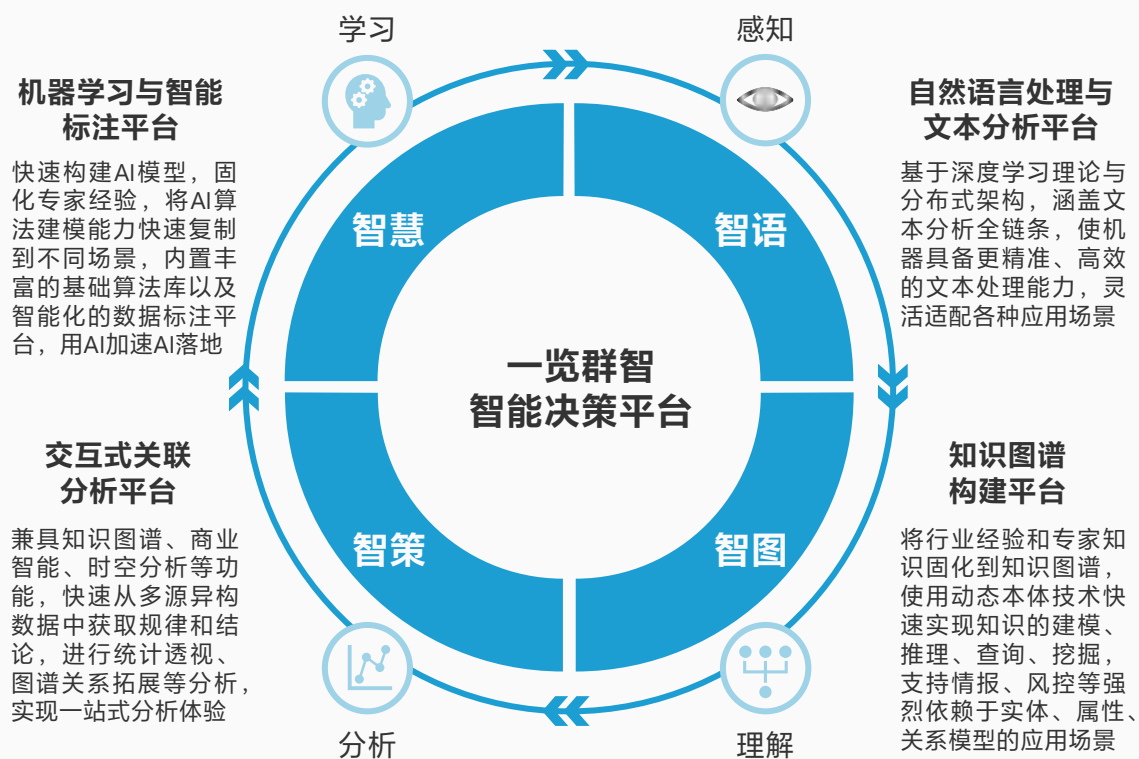 学习
感知
机器学习与智能
标注平台
快速构建AI模型，固
化专家经验，将AI算
法建模能力快速复制
到不同场景，内置丰
富的基础算法库以及
智能化的数据标注平
台，用AI加速AI落地
自然语言处理与
文本分析平台
基于深度学习理论与
分布式架构，涵盖文
本分析全链条，使机
器具备更精准、高效
的文本处理能力，灵
活适配各种应用场景
智慧
智语
一览群智
智能决策平台
智策
智图
交互式关联
分析平台
兼具知识图谱、商业
智能、时空分析等功
能，快速从多源异构
数据中获取规律和结
论，进行统计透视、
图谱关系拓展等分析，
实现一站式分析体验
知识图谱
构建平台
将行业经验和专家知
识固化到知识图谱，
使用动态本体技术快
速实现知识的建模、
推理、查询、挖掘，
支持情报、风控等强
烈依赖于实体、属性、
关系模型的应用场景
分析
理解